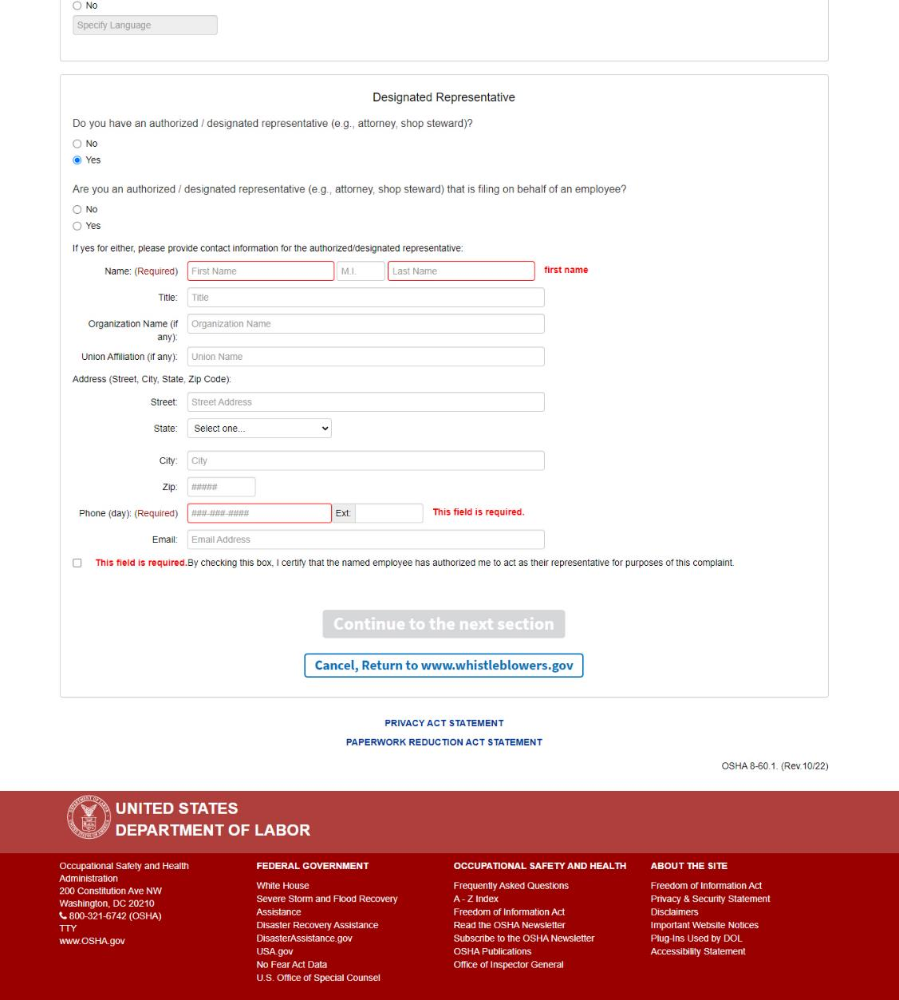 No
Specify Language
Designated Representative
Do you have an authorized / designated representative (e.g., attorney, shop steward)?
No
Yes
Are you an authorized / designated representative (e.g., attorney, shop steward) that is filing on behalf of an employee?
No
Yes
If yes for either, please provide contact information for the authorized/designated representative:
Name: (Required) First Name M.I. Last Name first name
Title: Title
Organization Name (if any): Organization Name
Union Affiliation (if any): Union Name
Address (Street, City, State, Zip Code):
Street: Street Address
State: Select one...
City: City
Zip: #####
Phone (day): (Required) ###-###-#### Ext: This field is required.
Email: Email Address
This field is required.By checking this box, I certify that the named employee has authorized me to act as their representative for purposes of this complaint.
Continue to the next section
Cancel, Return to www.whistleblowers.gov
PRIVACY ACT STATEMENT
PAPERWORK REDUCTION ACT STATEMENT
OSHA 8-60.1. (Rev.10/22)
UNITED STATES
DEPARTMENT OF LABOR
Occupational Safety and Health
Administration
200 Constitution Ave NW
Washington, DC 20210
800-321-6742 (OSHA)
TTY
www.OSHA.gov
FEDERAL GOVERNMENT
White House
Severe Storm and Flood Recovery
Assistance
Disaster Recovery Assistance
DisasterAssistance.gov
USA.gov
No Fear Act Data
U.S. Office of Special Counsel
OCCUPATIONAL SAFETY AND HEALTH
Frequently Asked Questions
A - Z Index
Freedom of Information Act
Read the OSHA Newsletter
Subscribe to the OSHA Newsletter
OSHA Publications
Office of Inspector General
ABOUT THE SITE
Freedom of Information Act
Privacy & Security Statement
Disclaimers
Important Website Notices
Plug-Ins Used by DOL
Accessibility Statement